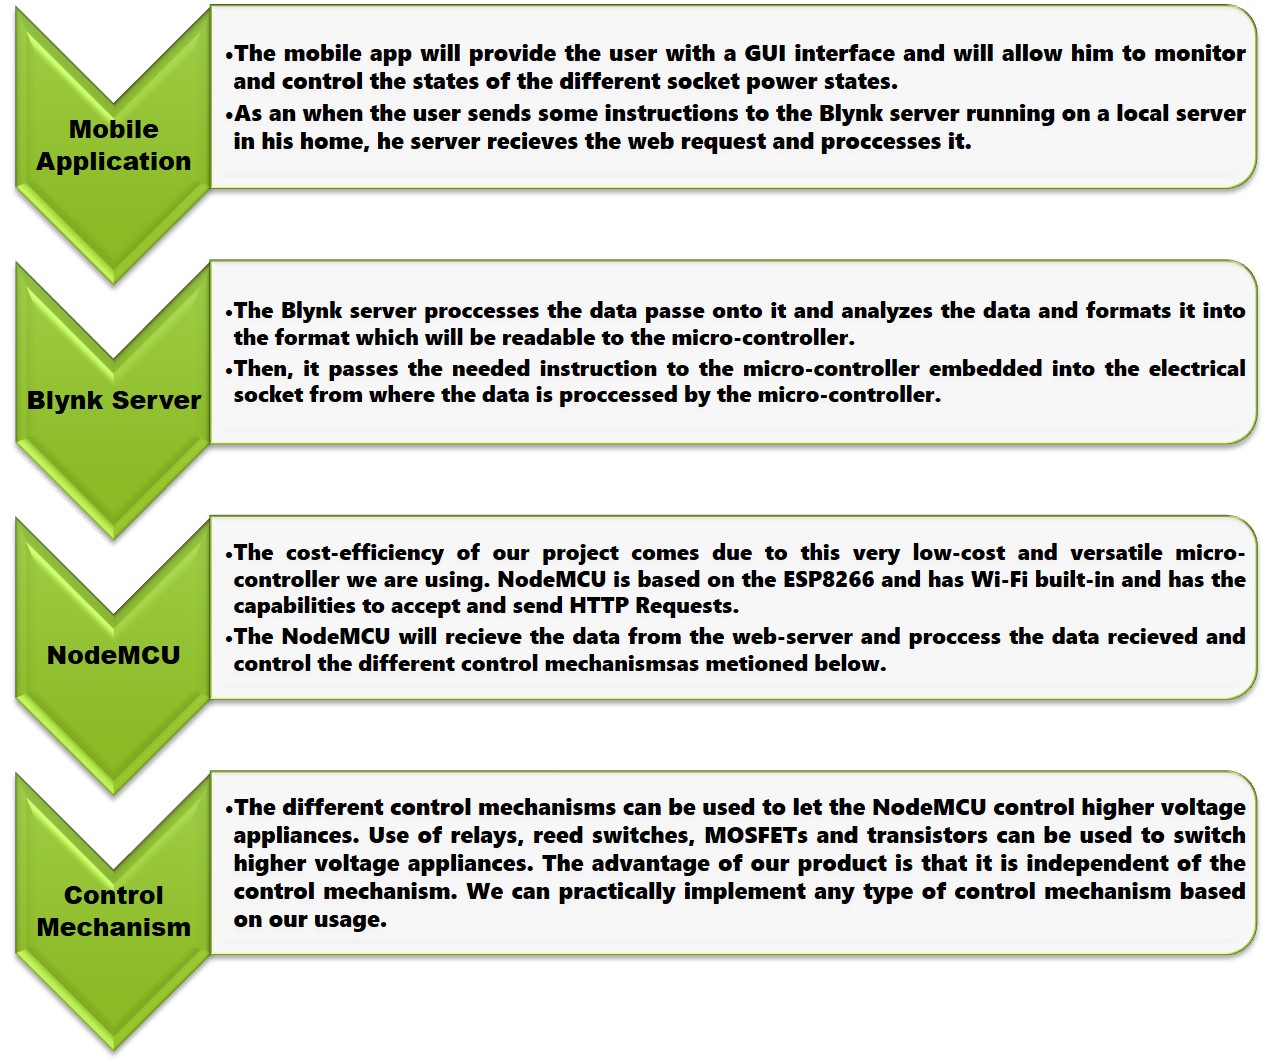 Mobile
Application
•The mobile app will provide the user with a GUI interface and will allow him to monitor
and control the states of the different socket power states.
•As an when the user sends some instructions to the Blynk server running on a local server
in his home, he server recieves the web request and proccesses it.
Blynk Server
•The Blynk server proccesses the data passe onto it and analyzes the data and formats it into
the format which will be readable to the micro-controller.
•Then, it passes the needed instruction to the micro-controller embedded into the electrical
socket from where the data is proccessed by the micro-controller.
NodeMCU
•The cost-efficiency of our project comes due to this very low-cost and versatile micro-
controller we are using. NodeMCU is based on the ESP8266 and has Wi-Fi built-in and has the
capabilities to accept and send HTTP Requests.
•The NodeMCU will recieve the data from the web-server and proccess the data recieved and
control the different control mechanismsas metioned below.
Control
Mechanism
•The different control mechanisms can be used to let the NodeMCU control higher voltage
appliances. Use of relays, reed switches, MOSFETs and transistors can be used to switch
higher voltage appliances. The advantage of our product is that it is independent of the
control mechanism. We can practically implement any type of control mechanism based
on our usage.